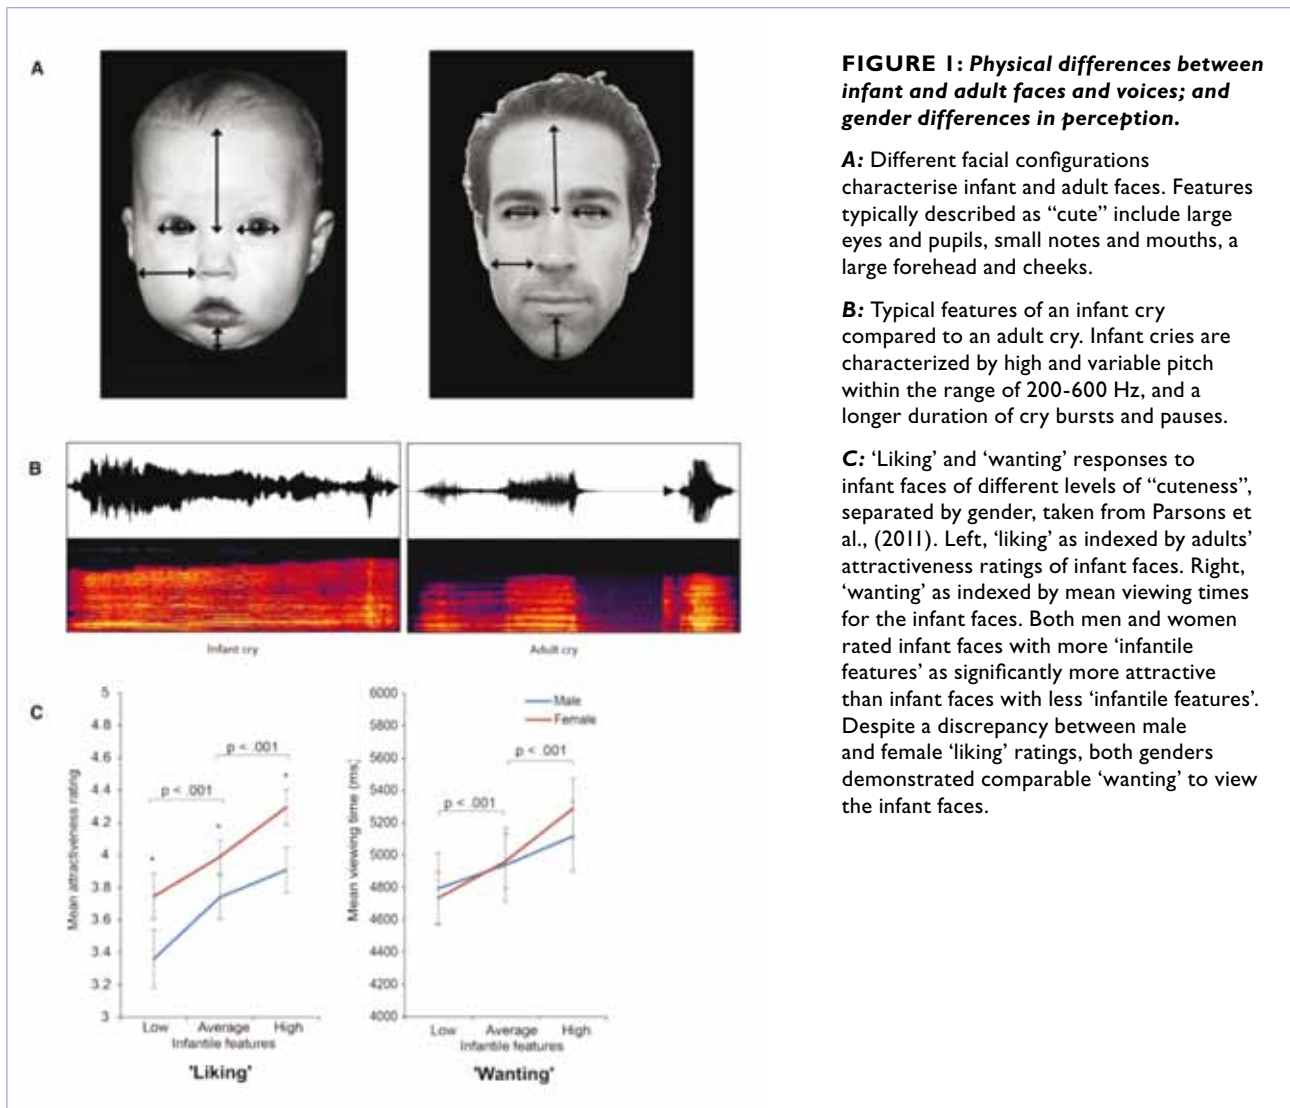 A
FIGURE 1: Physical differences between
infant and adult faces and voices; and
gender differences in perception.
A: Different facial configurations
characterise infant and adult faces. Features
typically described as “cute” include large
eyes and pupils, small notes and mouths, a
large forehead and cheeks.
B: Typical features of an infant cry
compared to an adult cry. Infant cries are
characterized by high and variable pitch
within the range of 200-600 Hz, and a
longer duration of cry bursts and pauses.
C: ‘Liking’ and ‘wanting’ responses to
infant faces of different levels of “cuteness”,
separated by gender, taken from Parsons et
al., (2011). Left, ‘liking’ as indexed by adults’
attractiveness ratings of infant faces. Right,
‘wanting’ as indexed by mean viewing times
for the infant faces. Both men and women
rated infant faces with more ‘infantile
features’ as significantly more attractive
than infant faces with less ‘infantile features’.
Despite a discrepancy between male
and female ‘liking’ ratings, both genders
demonstrated comparable ‘wanting’ to view
the infant faces.
B
Infant cry
Adult cry
C
Mean attractiveness rating
5
4.8
4.6
4.4
4.2
4
3.8
3.6
3.4
3.2
3
p < .001
p < .001
*
*
*
Low Average High
Infantile features
'Liking'
Mean viewing time (ms)
6000
5800
5600
5400
5200
5000
4800
4600
4400
4200
4000
Male
Female
p < .001
p < .001
Low Average High
Infantile features
'Wanting'